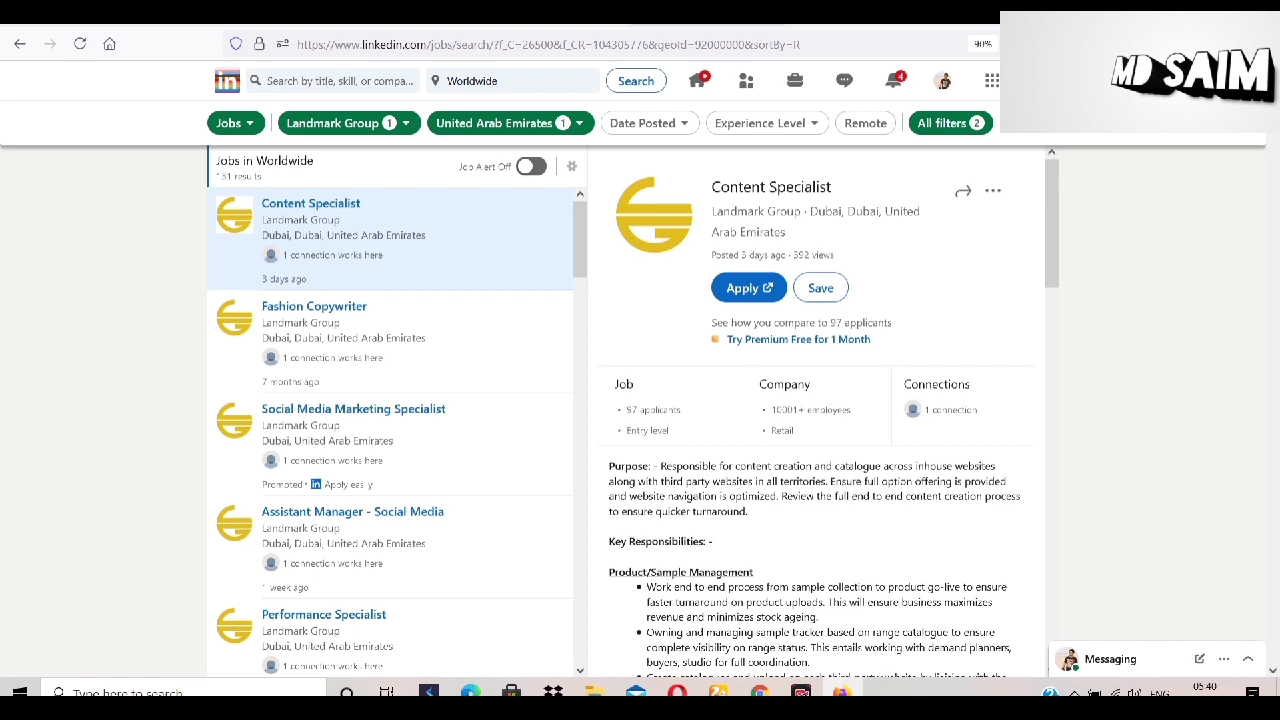 https://www.linkedin.com/jobs/search/?f_C=26500&f_CR=104305776&geoId=92000000&sortBy=R
90%
MD SAIM
in
Search by title, skill, or compa...
Worldwide
Search
4
Jobs
Landmark Group 1
United Arab Emirates 1
Date Posted
Experience Level
Remote
All filters 2
Jobs in Worldwide
131 results
Job Alert Off
Content Specialist
Landmark Group
Dubai, Dubai, United Arab Emirates
1 connection works here
3 days ago
Fashion Copywriter
Landmark Group
Dubai, Dubai, United Arab Emirates
1 connection works here
7 months ago
Social Media Marketing Specialist
Landmark Group
Dubai, United Arab Emirates
1 connection works here
Promoted · in Apply easily
Assistant Manager - Social Media
Landmark Group
Dubai, Dubai, United Arab Emirates
1 connection works here
1 week ago
Performance Specialist
Landmark Group
Dubai, Dubai, United Arab Emirates
1 connection works here
Content Specialist
Landmark Group · Dubai, Dubai, United
Arab Emirates
Posted 3 days ago · 392 views
Apply
Save
See how you compare to 97 applicants
Try Premium Free for 1 Month
Job
Company
Connections
• 97 applicants
• 10001+ employees
1 connection
• Entry level
• Retail
Purpose: - Responsible for content creation and catalogue across inhouse websites
along with third party websites in all territories. Ensure full option offering is provided
and website navigation is optimized. Review the full end to end content creation process
to ensure quicker turnaround.
Key Responsibilities: -
Product/Sample Management
• Work end to end process from sample collection to product go-live to ensure
faster turnaround on product uploads. This will ensure business maximizes
revenue and minimizes stock ageing.
• Owning and managing sample tracker based on range catalogue to ensure
complete visibility on range status. This entails working with demand planners,
buyers, studio for full coordination.
Messaging
Type here to search
ENG
05:40